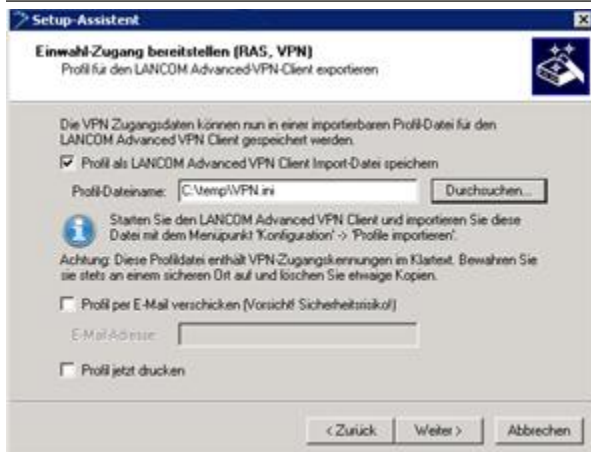 Setup-Assistent
Einwahl-Zugang bereitstellen (RAS, VPN)
Profil für den LANCOM Advanced-VPN-Client exportieren
Die VPN Zugangsdaten können nun in einer importierbaren Profil-Datei für den
LANCOM Advanced VPN Client gespeichert werden.
Profil als LANCOM Advanced VPN Client Import-Datei speichern
Profil-Dateiname: C:\temp\VPN.ini Durchsuchen...
Starten Sie den LANCOM Advanced VPN Client und importieren Sie diese
Datei mit dem Menüpunkt 'Konfiguration' -> 'Profile importieren'.
Achtung: Diese Profildatei enthält VPN-Zugangskennungen im Klartext. Bewahren Sie
sie stets an einem sicheren Ort auf und löschen Sie etwaige Kopien.
Profil per E-Mail verschicken (Vorsicht! Sicherheitsrisiko!)
E-Mail-Adresse:
Profil jetzt drucken
< Zurück Weiter > Abbrechen